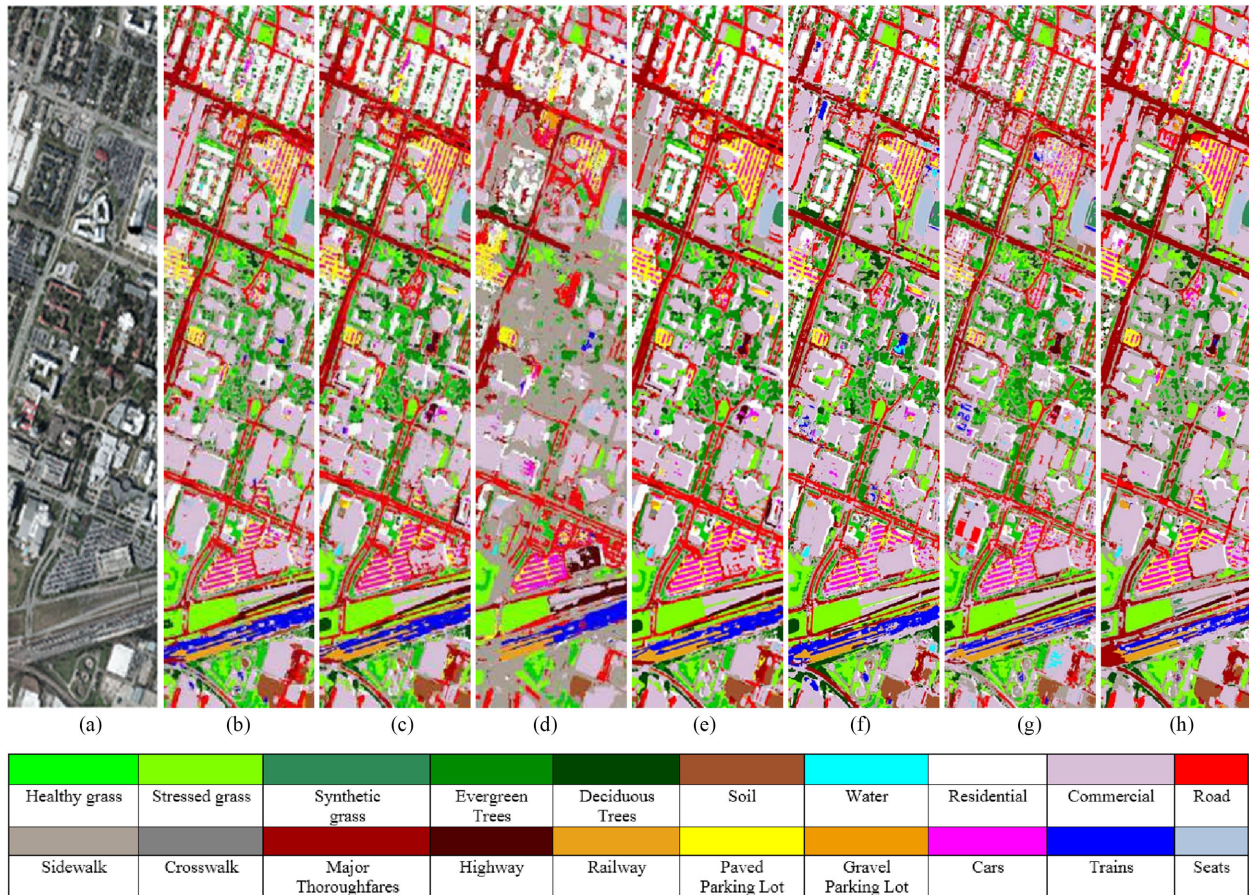 (a) (b) (c) (d) (e) (f) (g) (h)
Healthy grass Stressed grass Synthetic grass Evergreen Trees Deciduous Trees Soil Water Residential Commercial Road
Sidewalk Crosswalk Major Thoroughfares Highway Railway Paved Parking Lot Gravel Parking Lot Cars Trains Seats